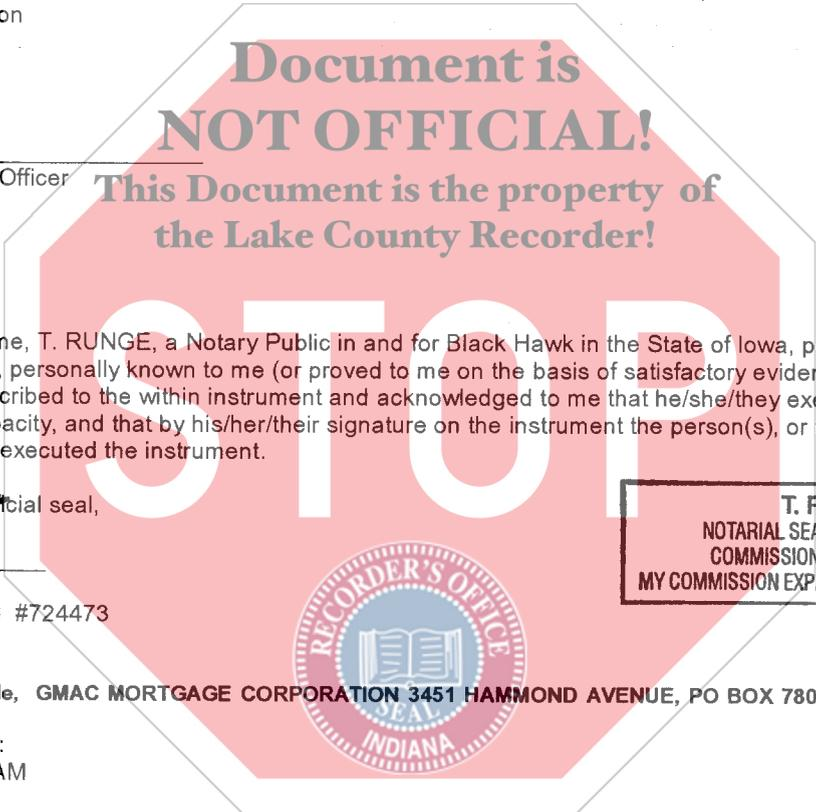 on
Document is
NOT OFFICIAL!
Officer
This Document is the property of
the Lake County Recorder!
STOP
me, T. RUNGE, a Notary Public in and for Black Hawk in the State of Iowa, p
, personally known to me (or proved to me on the basis of satisfactory eviden
cribed to the within instrument and acknowledged to me that he/she/they exe
acity, and that by his/her/their signature on the instrument the person(s), or
executed the instrument.
icial seal,
T. R
NOTARIAL SEA
COMMISSION
MY COMMISSION EXP
#724473
RECORDER'S OFFICE
SEAL
INDIANA
le, GMAC MORTGAGE CORPORATION 3451 HAMMOND AVENUE, PO BOX 780
:
AM